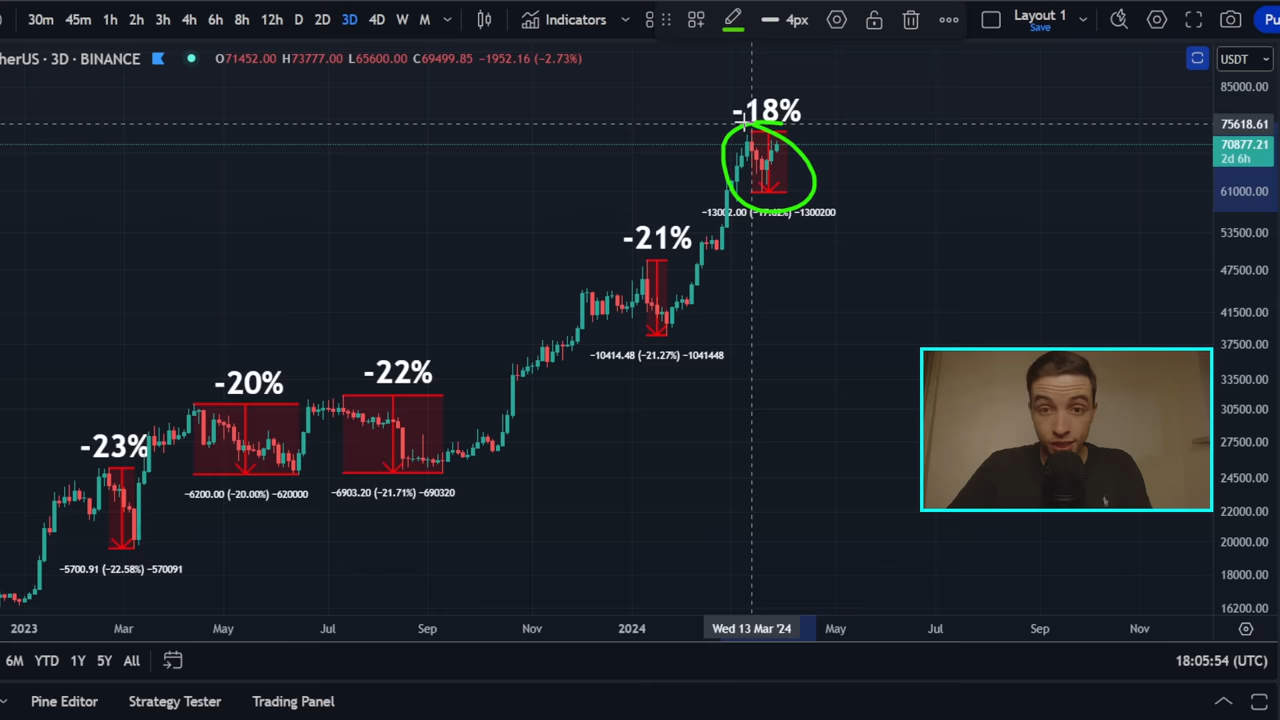 30m 45m 1h 2h 3h 4h 6h 8h 12h D 2D 3D 4D W M Indicators 4px Layout 1 Save Pu
herUS · 3D · BINANCE O71452.00 H73777.00 L65600.00 C69499.85 −1952.16 (−2.73%) USDT
85000.00
75618.61
70877.21
2d 6h
61000.00
53500.00
47500.00
41500.00
37500.00
33500.00
30500.00
27500.00
24500.00
22000.00
20000.00
18000.00
16200.00
-18%
−13002.00 (−17.62%) −1300200
-21%
−10414.48 (−21.27%) −1041448
-22%
−6903.20 (−21.71%) −690320
-20%
−6200.00 (−20.00%) −620000
-23%
−5700.91 (−22.58%) −570091
2023 Mar May Jul Sep Nov 2024 Wed 13 Mar '24 May Jul Sep Nov
6M YTD 1Y 5Y All 18:05:54 (UTC)
Pine Editor Strategy Tester Trading Panel